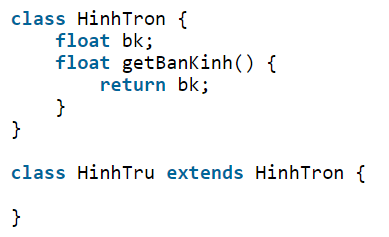 class HinhTron {
    float bk;
    float getBanKinh() {
        return bk;
    }
}

class HinhTru extends HinhTron {

}